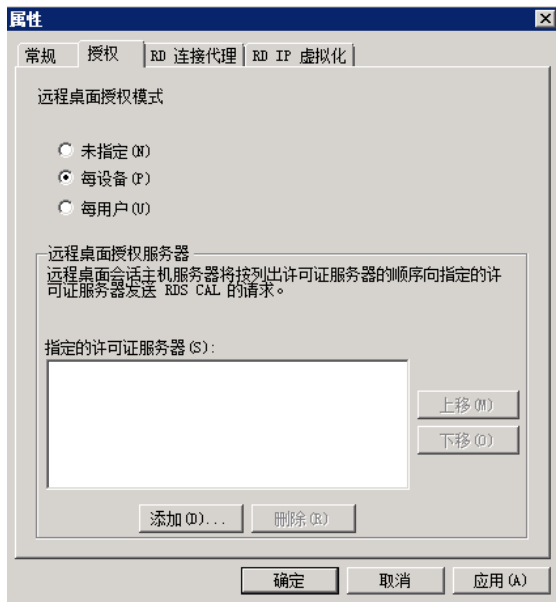 属性
常规 授权 RD 连接代理 RD IP 虚拟化
远程桌面授权模式
未指定(N)
每设备(P)
每用户(U)
远程桌面授权服务器
远程桌面会话主机服务器将按列出许可证服务器的顺序向指定的许
可证服务器发送 RDS CAL 的请求。
指定的许可证服务器(S):
上移(M)
下移(O)
添加(D)... 删除(R)
确定 取消 应用(A)